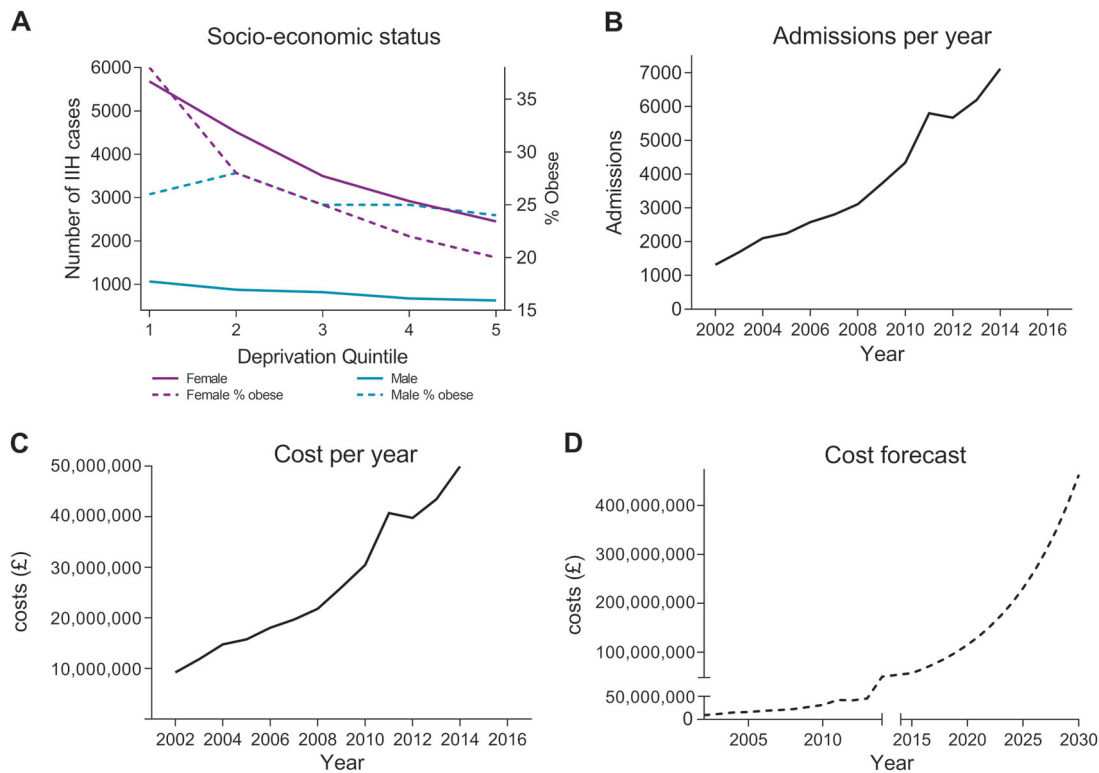 A
Socio-economic status
Number of IIH cases
6000
5000
4000
3000
2000
1000
% Obese
35
30
25
20
15
1 2 3 4 5
Deprivation Quintile
Female
Male
Female % obese
Male % obese
B
Admissions per year
Admissions
7000
6000
5000
4000
3000
2000
1000
0
2002 2004 2006 2008 2010 2012 2014 2016
Year
C
Cost per year
costs (£)
50,000,000
40,000,000
30,000,000
20,000,000
10,000,000
2002 2004 2006 2008 2010 2012 2014 2016
Year
D
Cost forecast
costs (£)
400,000,000
300,000,000
200,000,000
100,000,000
50,000,000
0
2005 2010 2015 2020 2025 2030
Year